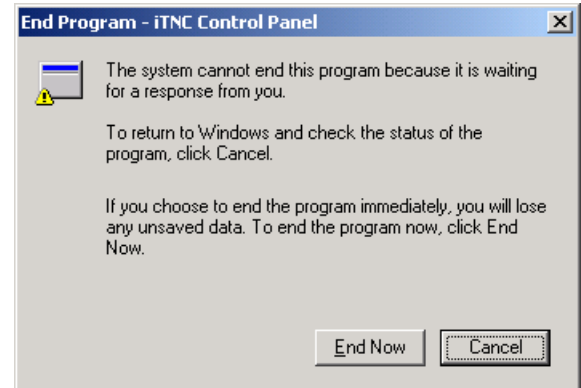 End Program - iTNC Control Panel
The system cannot end this program because it is waiting
for a response from you.
To return to Windows and check the status of the
program, click Cancel.
If you choose to end the program immediately, you will lose
any unsaved data. To end the program now, click End
Now.
End Now
Cancel